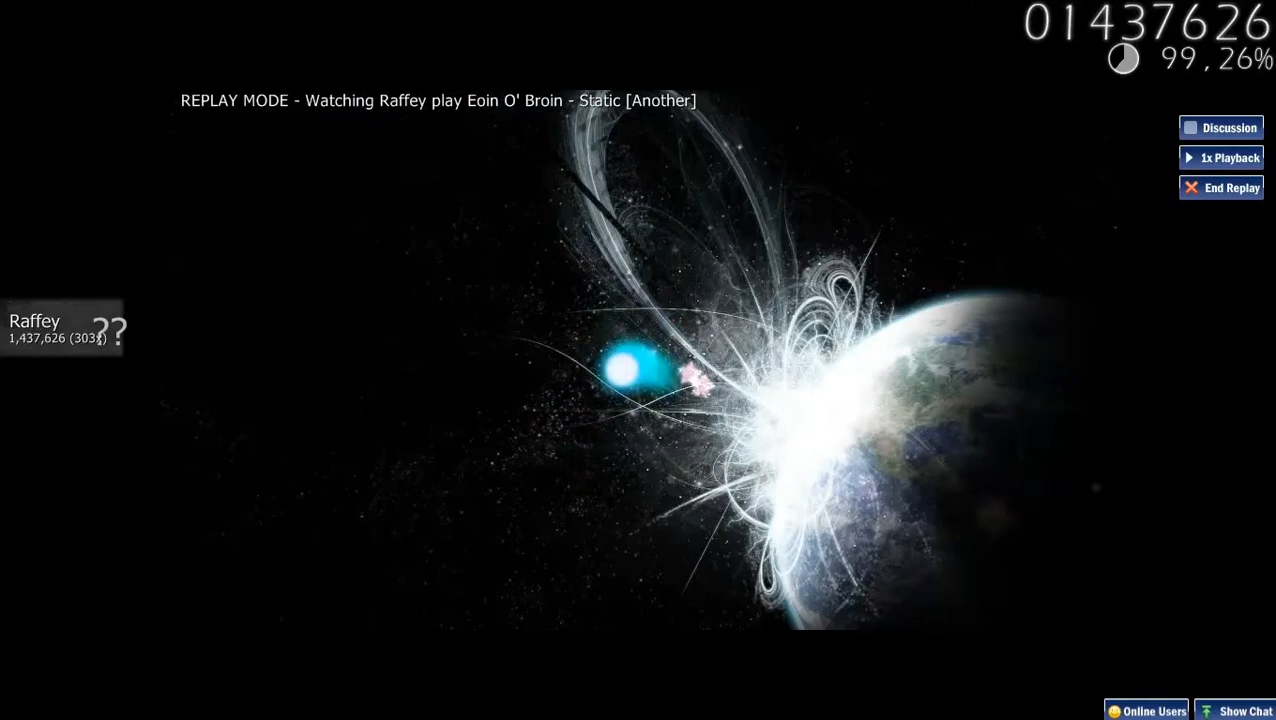 01437626
99,26%
REPLAY MODE - Watching Raffey play Eoin O' Broin - Static [Another]
Discussion
1x Playback
End Replay
Raffey
1,437,626 (303x)
??
Online Users
Show Chat